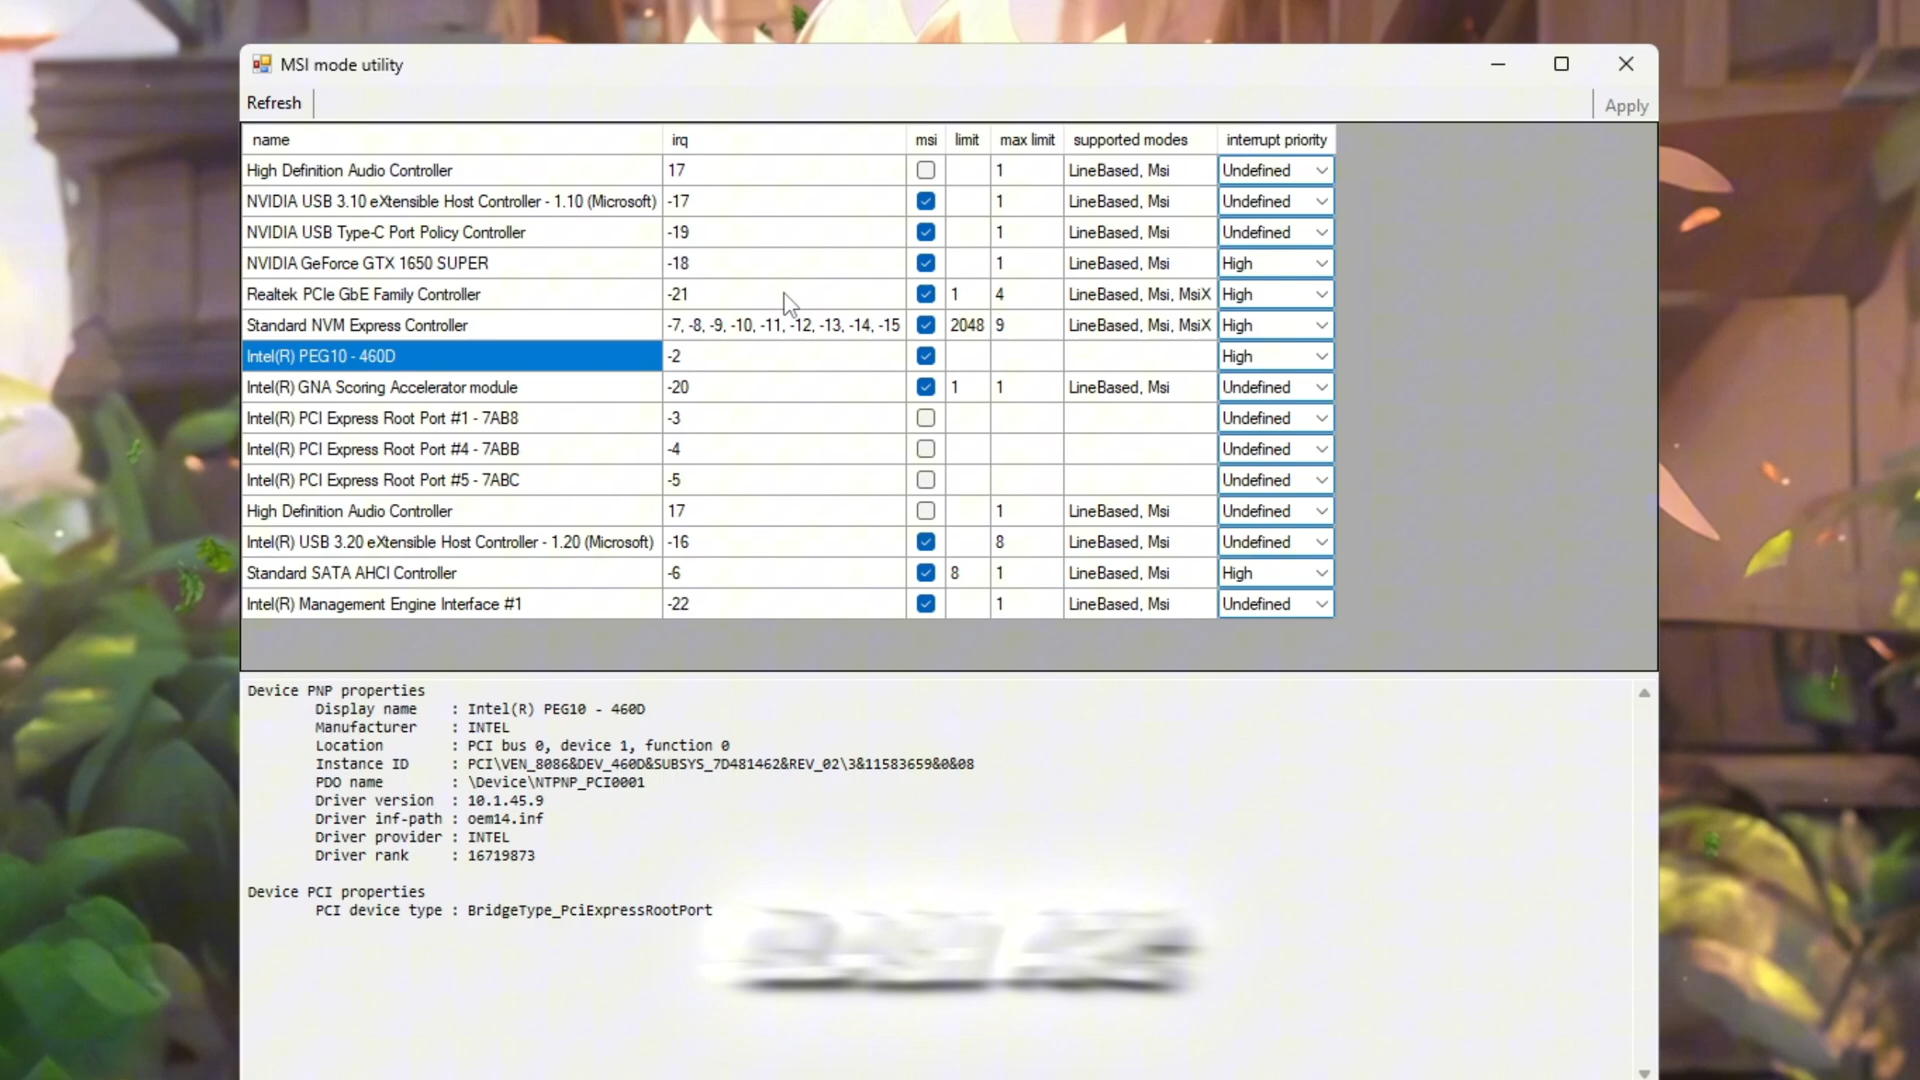 MSI mode utility
Refresh Apply
name irq msi limit max limit supported modes interrupt priority
High Definition Audio Controller 17 1 LineBased, Msi Undefined
NVIDIA USB 3.10 eXtensible Host Controller - 1.10 (Microsoft) -17 1 LineBased, Msi Undefined
NVIDIA USB Type-C Port Policy Controller -19 1 LineBased, Msi Undefined
NVIDIA GeForce GTX 1650 SUPER -18 1 LineBased, Msi High
Realtek PCIe GbE Family Controller -21 1 4 LineBased, Msi, MsiX High
Standard NVM Express Controller -7, -8, -9, -10, -11, -12, -13, -14, -15 2048 9 LineBased, Msi, MsiX High
Intel(R) PEG10 - 460D -2 High
Intel(R) GNA Scoring Accelerator module -20 1 1 LineBased, Msi Undefined
Intel(R) PCI Express Root Port #1 - 7AB8 -3 Undefined
Intel(R) PCI Express Root Port #4 - 7ABB -4 Undefined
Intel(R) PCI Express Root Port #5 - 7ABC -5 Undefined
High Definition Audio Controller 17 1 LineBased, Msi Undefined
Intel(R) USB 3.20 eXtensible Host Controller - 1.20 (Microsoft) -16 8 LineBased, Msi Undefined
Standard SATA AHCI Controller -6 8 1 LineBased, Msi High
Intel(R) Management Engine Interface #1 -22 1 LineBased, Msi Undefined
Device PNP properties
Display name : Intel(R) PEG10 - 460D
Manufacturer : INTEL
Location : PCI bus 0, device 1, function 0
Instance ID : PCI\VEN_8086&DEV_460D&SUBSYS_7D481462&REV_02\3&11583659&0&08
PDO name : \Device\NTPNP_PCI0001
Driver version : 10.1.45.9
Driver inf-path : oem14.inf
Driver provider : INTEL
Driver rank : 16719873
Device PCI properties
PCI device type : BridgeType_PciExpressRootPort